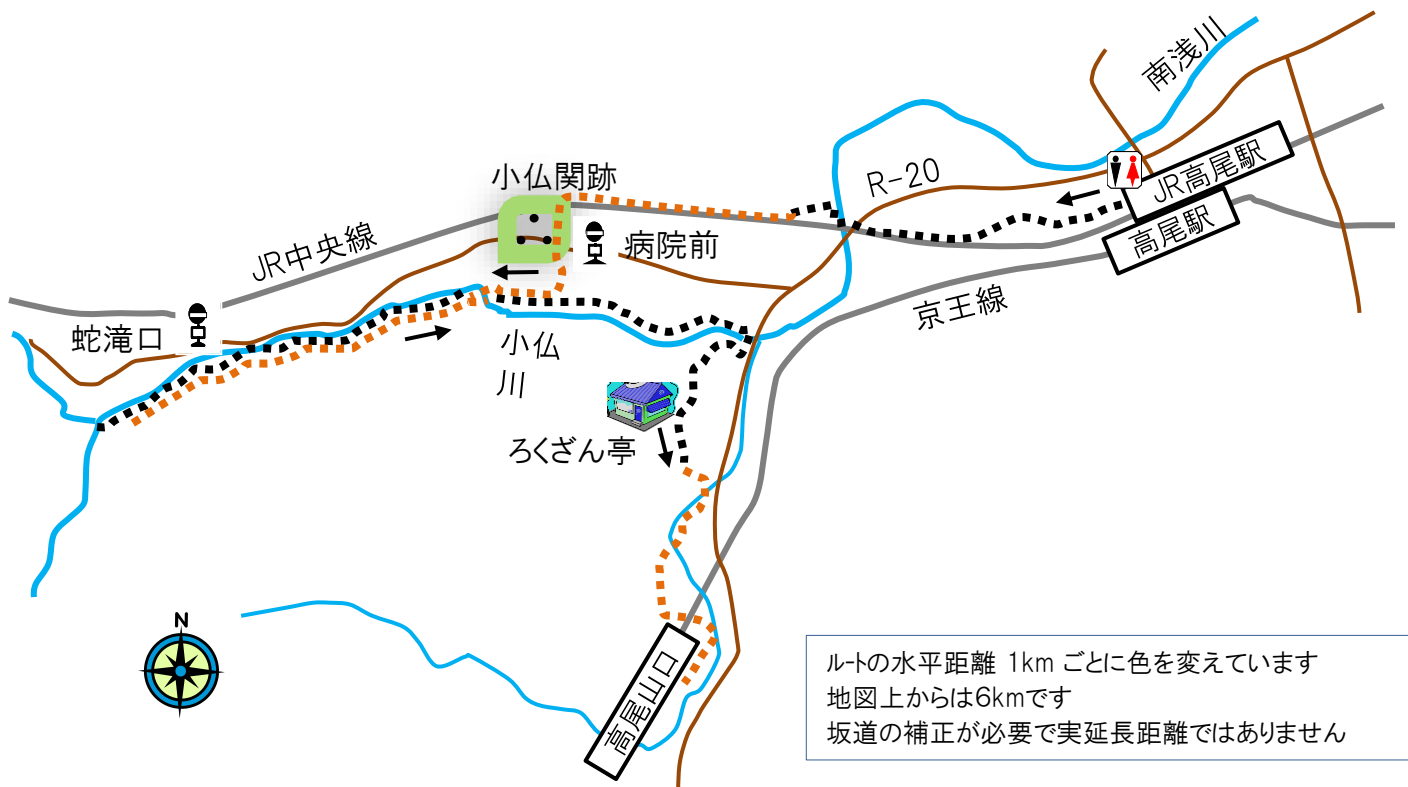 南浅川
R-20
JR高尾駅
高尾駅
小仏関跡
病院前
JR中央線
京王線
蛇滝口
小仏
川
ろくざん亭
N
高尾山口
ルートの水平距離 1km ごとに色を変えています
地図上からは6kmです
坂道の補正が必要で実延長距離ではありません